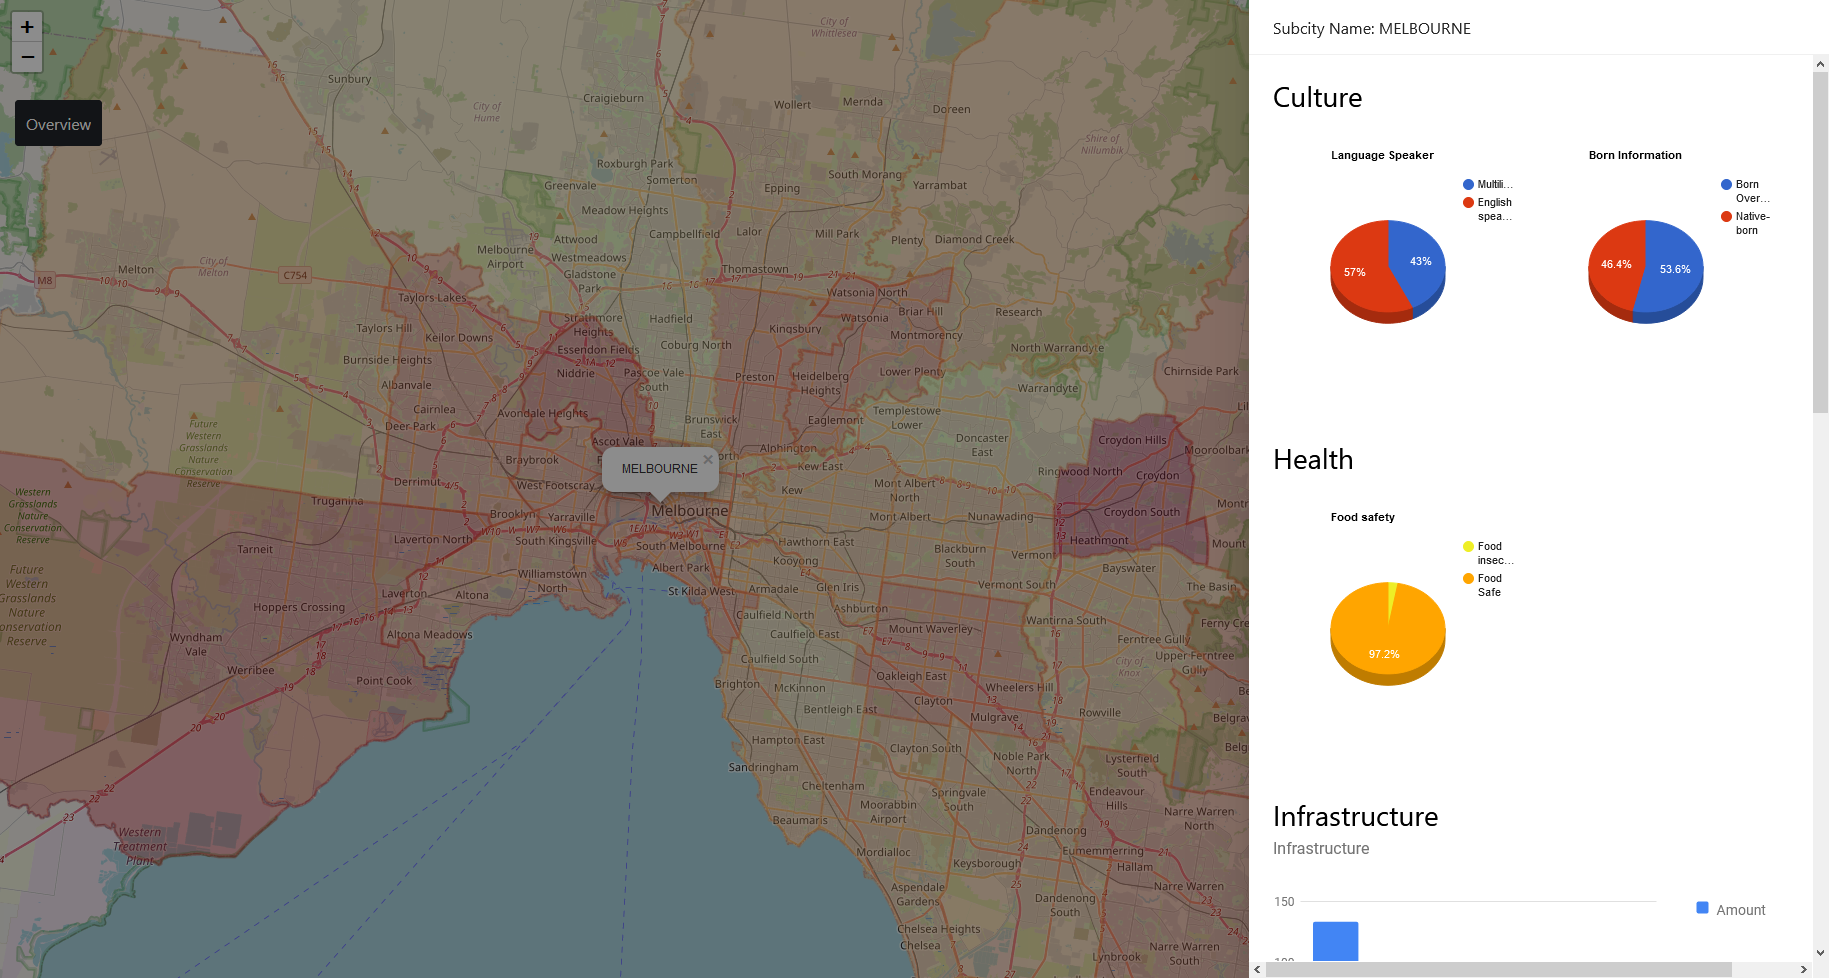 +
−
Overview
Sunbury
City of
Whittlesea
City of
Hume
Craigieburn
Wollert
Mernda
Doreen
Shire of
Nillumbik
Roxburgh Park
Somerton
Greenvale
Epping
South Morang
Yarrambat
Meadow Heights
Attwood
Campbellfield
Lalor
Mill Park
Plenty
Diamond Creek
Melbourne
Airport
Westmeadows
Gladstone
Park
Thomastown
M8
Melton
City of
Melton
C754
Taylors Lakes
Watsonia North
Strathmore
Heights
Hadfield
Kingsbury
Watsonia
Briar Hill
Research
Taylors Hill
Keilor Downs
Essendon Fields
Coburg North
Montmorency
North Warrandyte
Burnside Heights
Niddrie
Pascoe Vale
South
Preston
Heidelberg
Heights
Lower Plenty
Chirnside Park
Albanvale
Warrandyte
Cairnlea
Avondale Heights
Brunswick
East
Eaglemont
Templestowe
Lower
Deer Park
Future
Western
Grasslands
Nature
Reserve
Ascot Vale
Alphington
Doncaster
East
Croydon Hills
Mooroolbark
Braybrook
MELBOURNE
×
Kew East
Ringwood North
Croydon
Derrimut
West Footscray
Kew
Mont Albert
North
Western
Grasslands
Nature
Conservation
Reserve
Truganina
Brooklyn
Yarraville
Melbourne
Mont Albert
Nunawading
Croydon South
Laverton North
South Kingsville
South Melbourne
Hawthorn East
Heathmont
Tarneit
Kooyong
Blackburn
South
Vermont
Bayswater
Williamstown
North
Albert Park
Future
Western
Grasslands
Nature
Conservation
Reserve
Hoppers Crossing
Laverton
Altona
St Kilda West
Armadale
Glen Iris
Vermont South
The Basin
Ashburton
Caulfield North
Wantirna South
Wyndham
Vale
Altona Meadows
Caulfield East
Mount Waverley
Ferntree Gully
Werribee
Point Cook
Caulfield South
City of
Knox
Upper Ferntree
Gully
Brighton
McKinnon
Oakleigh East
Wheelers Hill
Bentleigh East
Clayton
Mulgrave
Rowville
Hampton East
Clayton South
Noble Park
North
Lysterfield
South
Sandringham
Cheltenham
Springvale
South
Endeavour
Hills
Moorabbin
Airport
Narre Warren
North
Western
Treatment
Plant
Beaumaris
Dandenong
Mordialloc
Keysborough
Eumemmerring
Hallam
Aspendale
Gardens
Dandenong
South
Narre Warren
Chelsea Heights
Chelsea
Lynbrook
Narre Warren
South
Subcity Name: MELBOURNE
Culture
Language Speaker
Multili...
English
spea...
57%
43%
Born Information
Born
Over...
Native-
born
46.4%
53.6%
Health
Food safety
Food
insec...
Food
Safe
97.2%
Infrastructure
Infrastructure
150
Amount